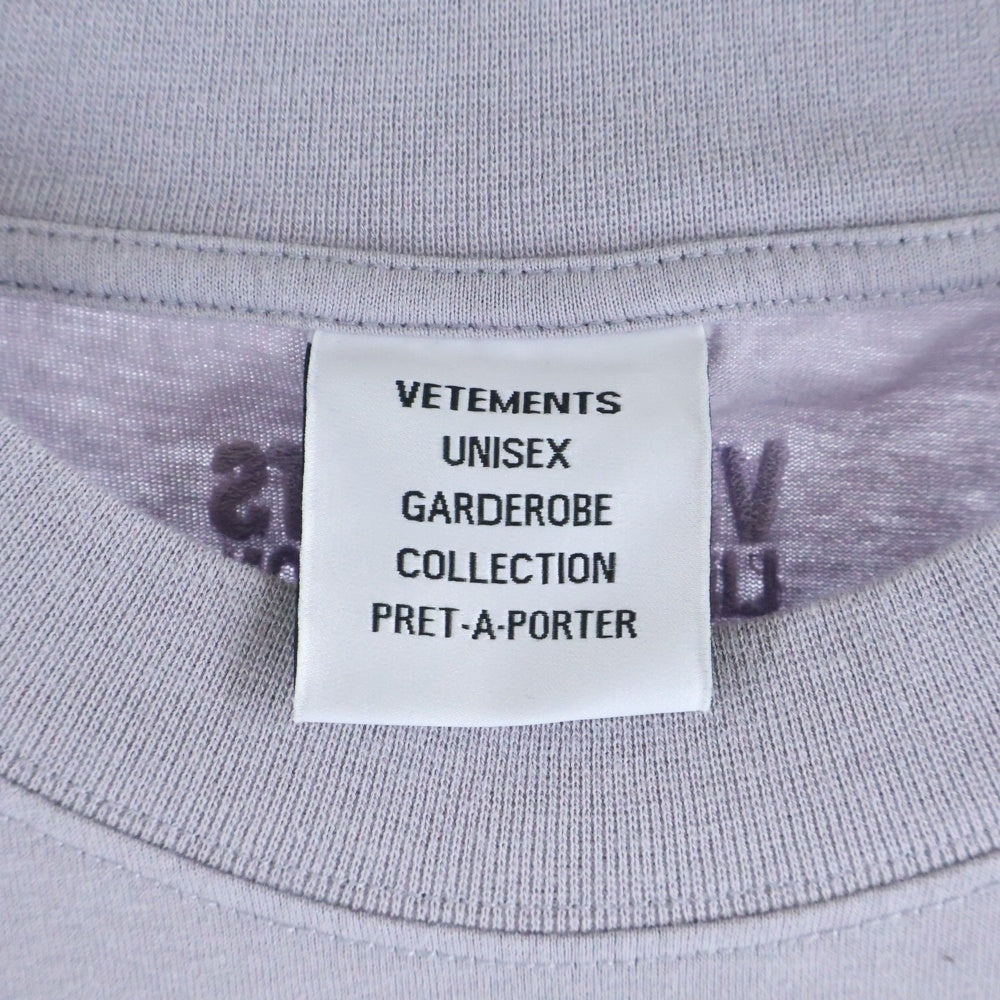 VETEMENTS
UNISEX
GARDEROBE
COLLECTION
PRET-A-PORTER